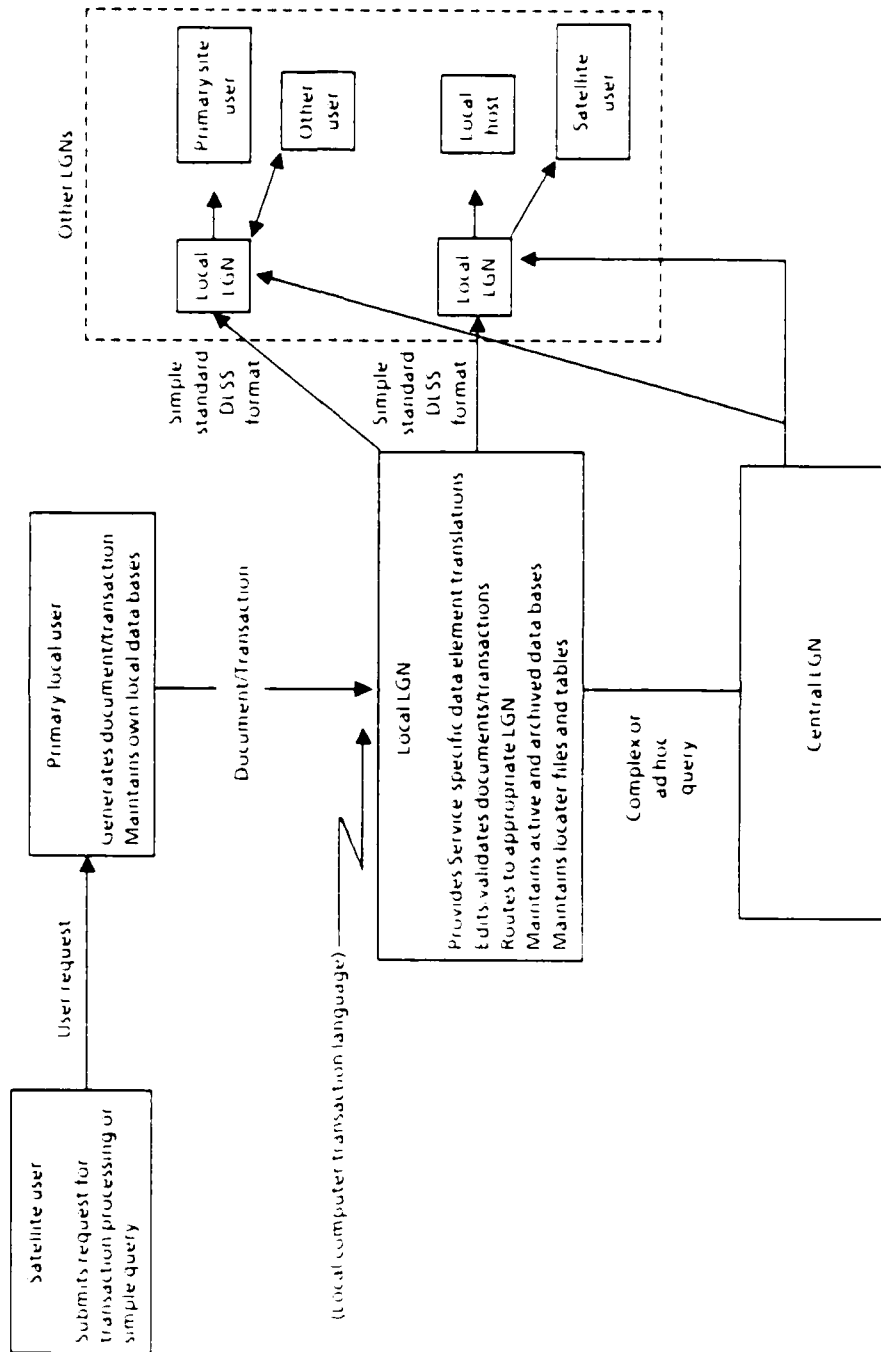 Satellite user
Submits request for
transaction processing or
simple query
User request
Primary local user
Generates document/transaction
Maintains own local data bases
Document/Transaction
(Local computer transaction language)
Local LGN
Provides Service specific data element translations
Edits-validates documents/transactions
Routes to appropriate LGN
Maintains active and archived data bases
Maintains locater files and tables
Complex or
ad hoc
query
Central LGN
Simple
standard
DLSS
format
Simple
standard
DLSS
format
Other LGNs
Local
LGN
Primary site
user
Other
user
Local
LGN
Local
host
Satellite
user